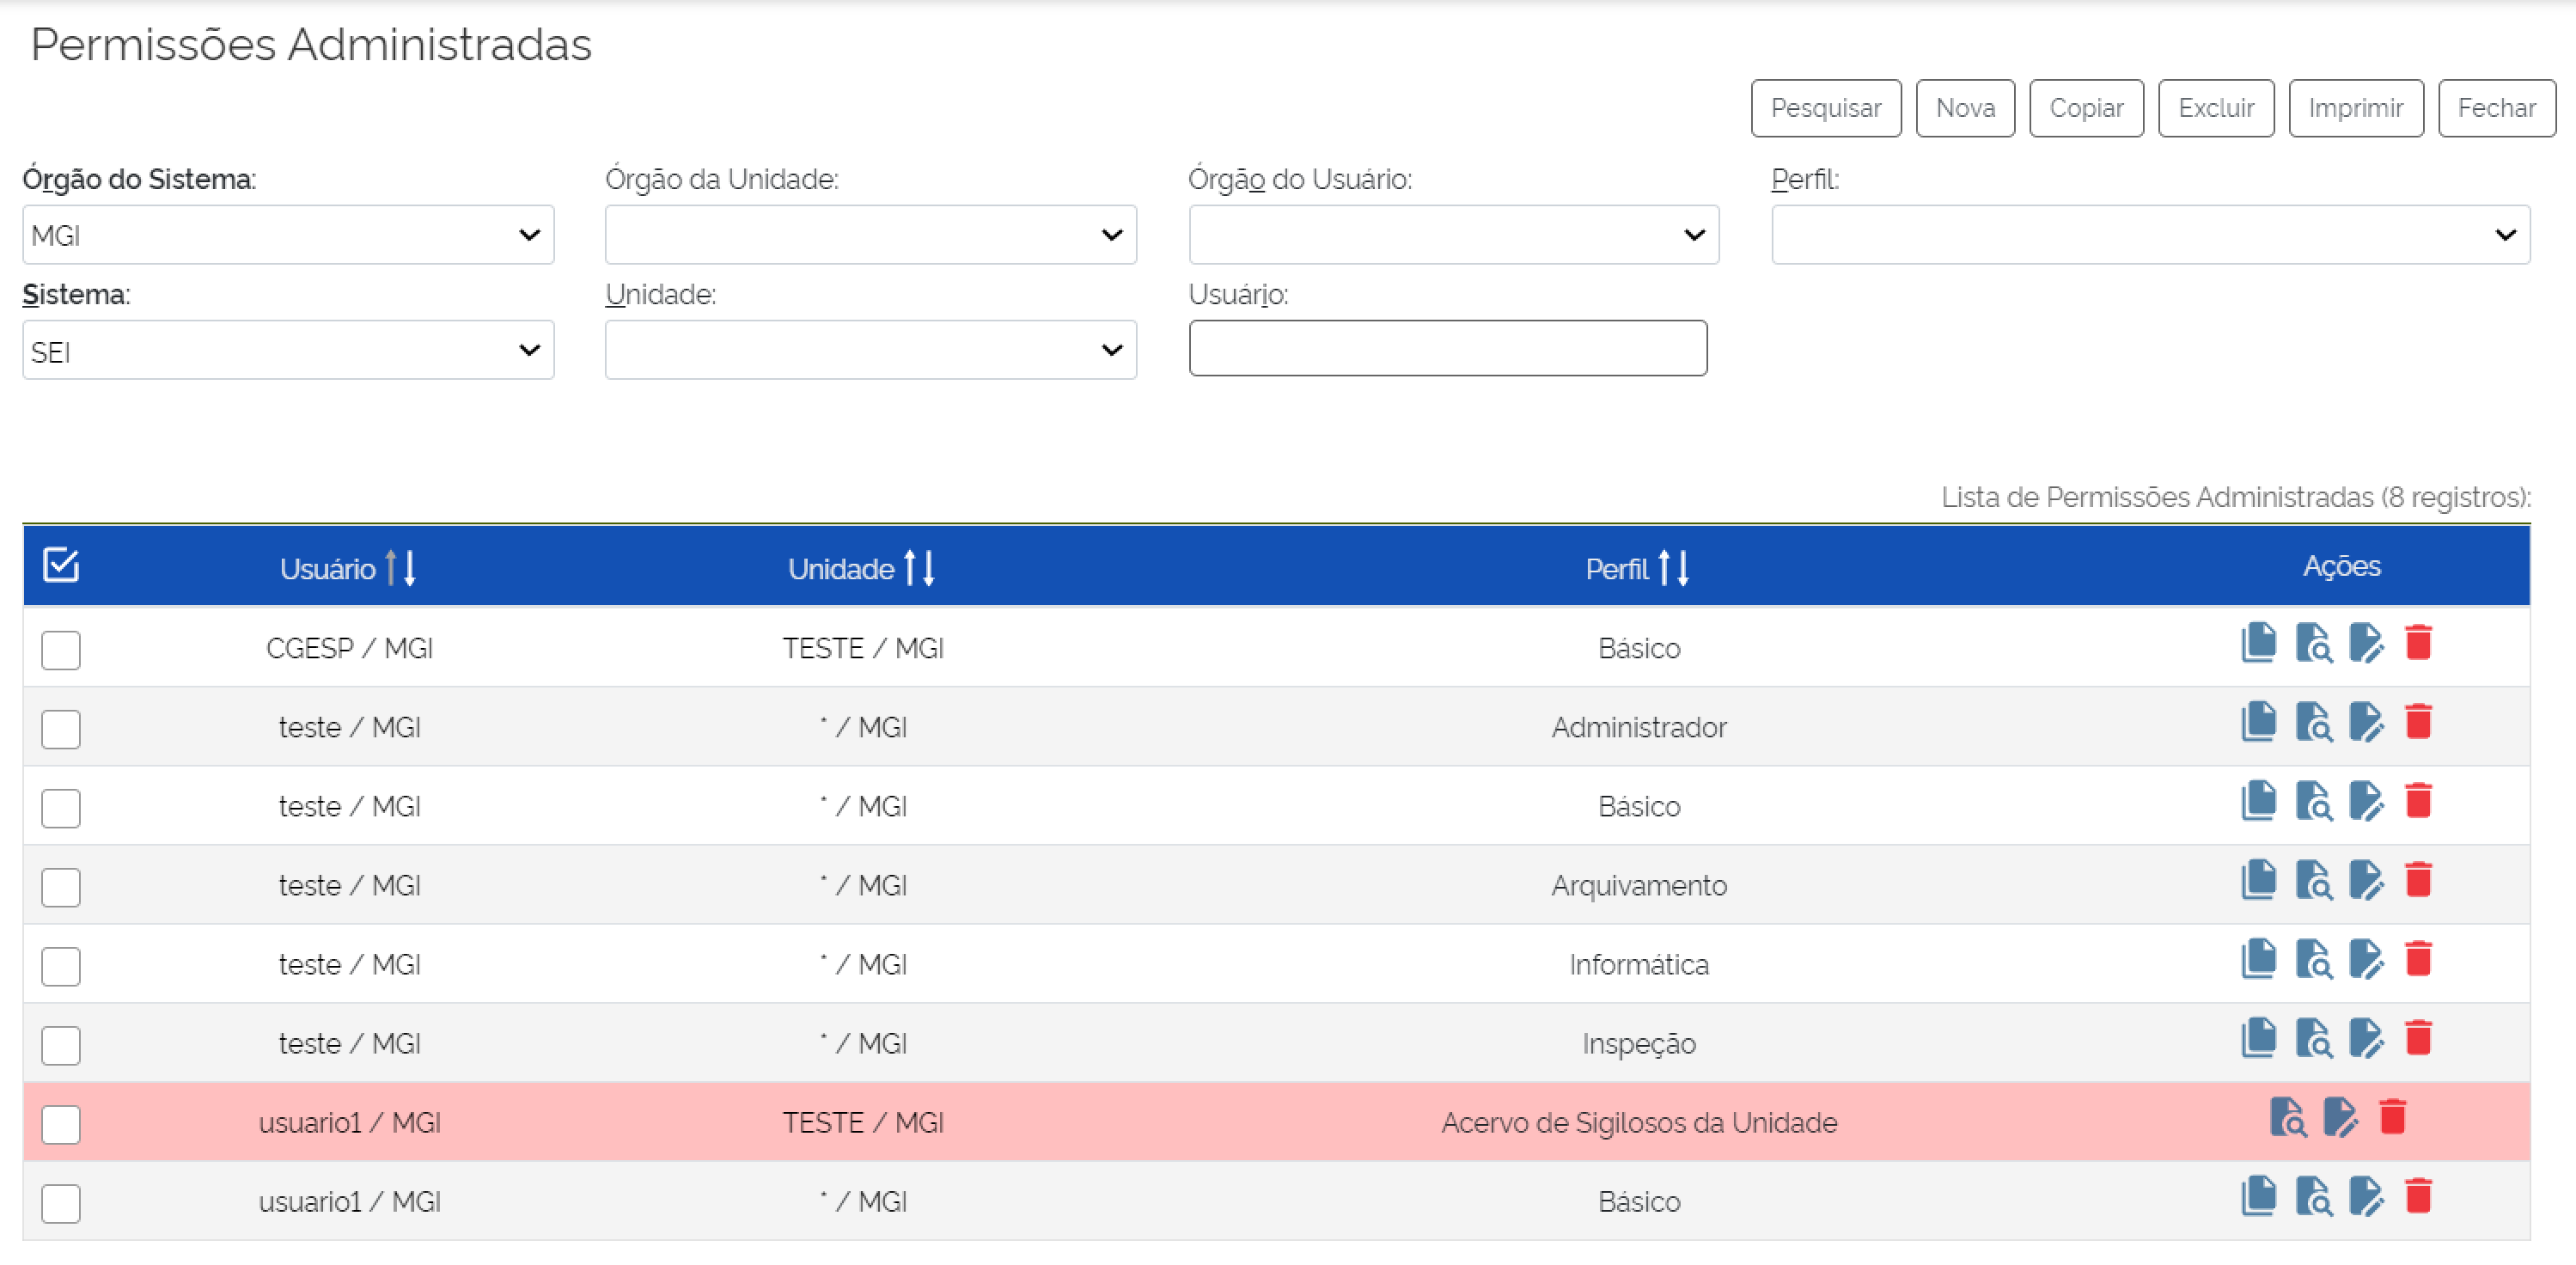 Permissões Administradas
Pesquisar Nova Copiar Excluir Imprimir Fechar
Órgão do Sistema: Órgão da Unidade: Órgão do Usuário: Perfil:
MGI
Sistema: Unidade: Usuário:
SEI
Lista de Permissões Administradas (8 registros):
Usuário Unidade Perfil Ações
CGESP / MGI TESTE / MGI Básico
teste / MGI * / MGI Administrador
teste / MGI * / MGI Básico
teste / MGI * / MGI Arquivamento
teste / MGI * / MGI Informática
teste / MGI * / MGI Inspeção
usuario1 / MGI TESTE / MGI Acervo de Sigilosos da Unidade
usuario1 / MGI * / MGI Básico